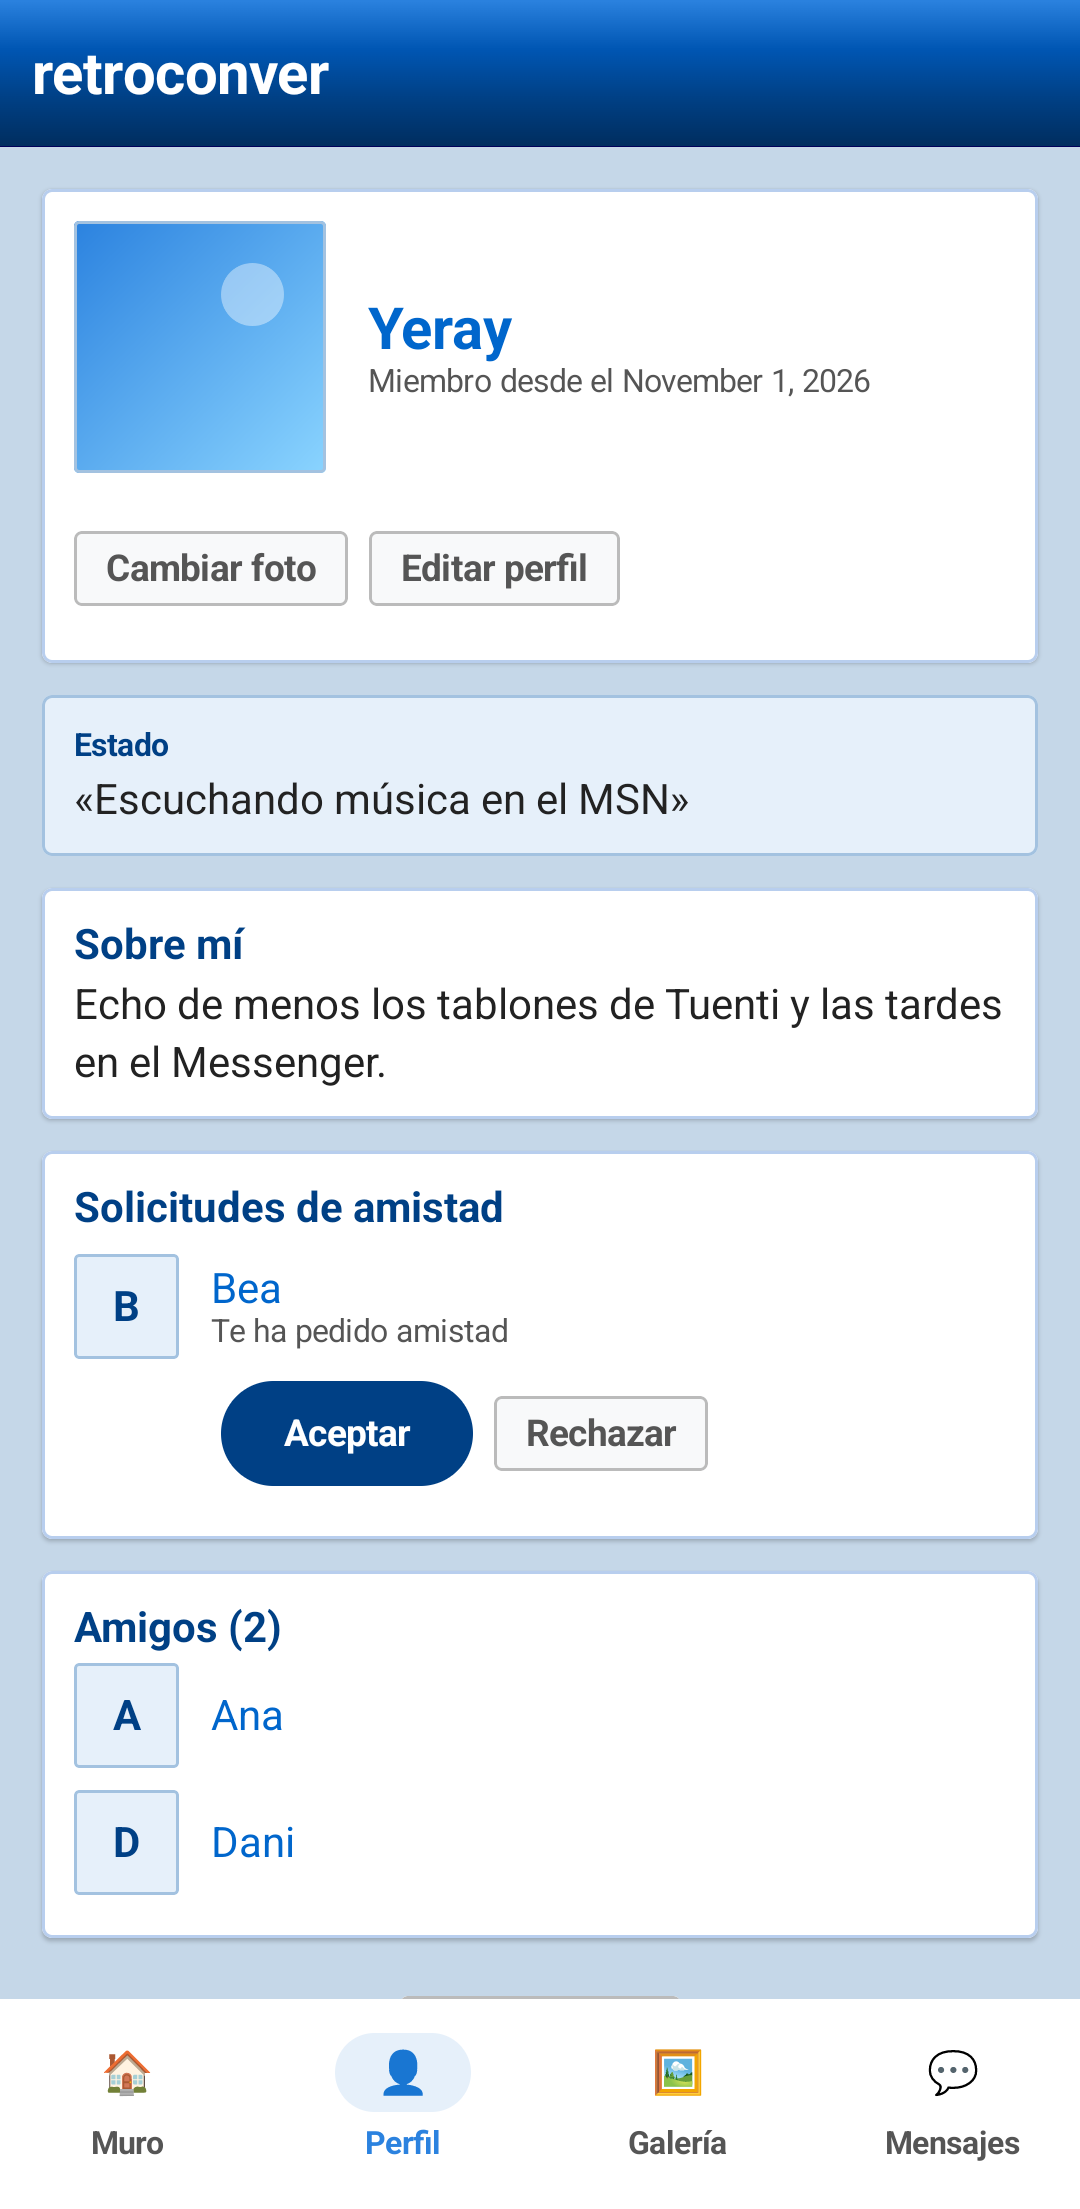 retroconver
Yeray
Miembro desde el November 1, 2026
Cambiar foto
Editar perfil
Estado
«Escuchando música en el MSN»
Sobre mí
Echo de menos los tablones de Tuenti y las tardes
en el Messenger.
Solicitudes de amistad
B
Bea
Te ha pedido amistad
Aceptar
Rechazar
Amigos (2)
A
Ana
D
Dani
Muro
Perfil
Galería
Mensajes